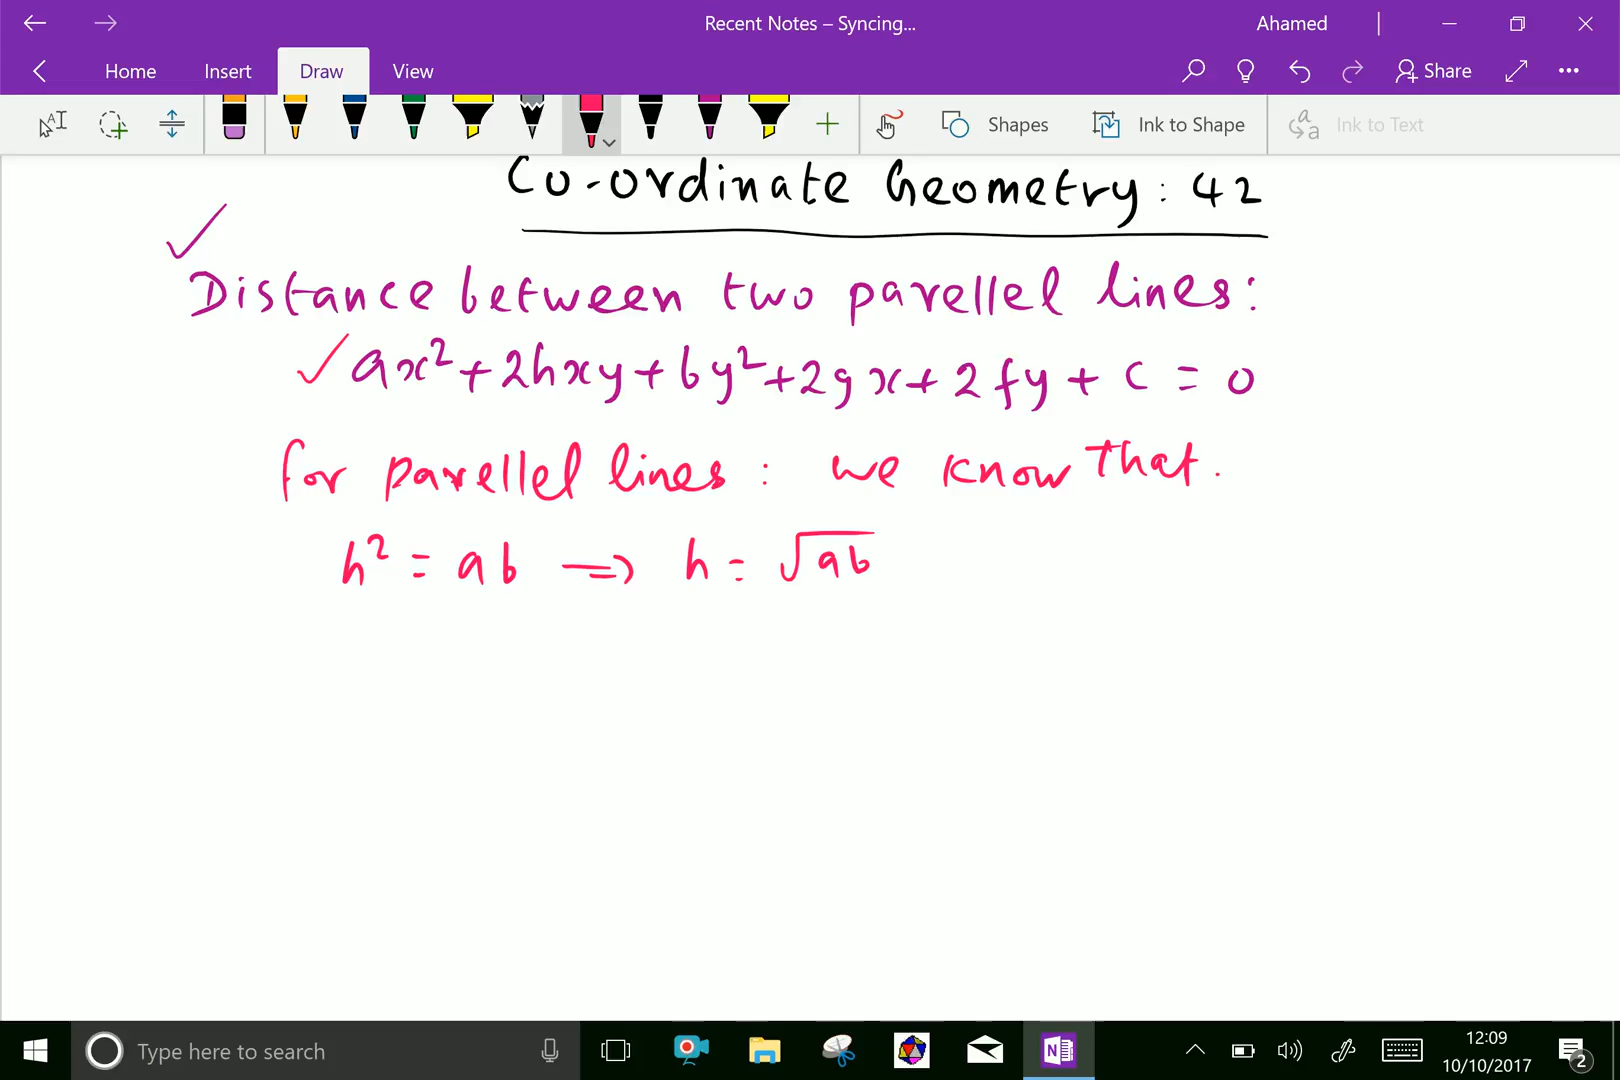 Recent Notes – Syncing...
Ahamed
Home Insert Draw View
Share
Shapes Ink to Shape Ink to Text
Co-ordinate Geometry: 42
Distance between two parellel lines:
ax²+2hxy+by²+2gx+2fy+c=0
for parellel lines: we know that.
h²=ab ⟹ h=√ab
Type here to search
12:09
10/10/2017
2